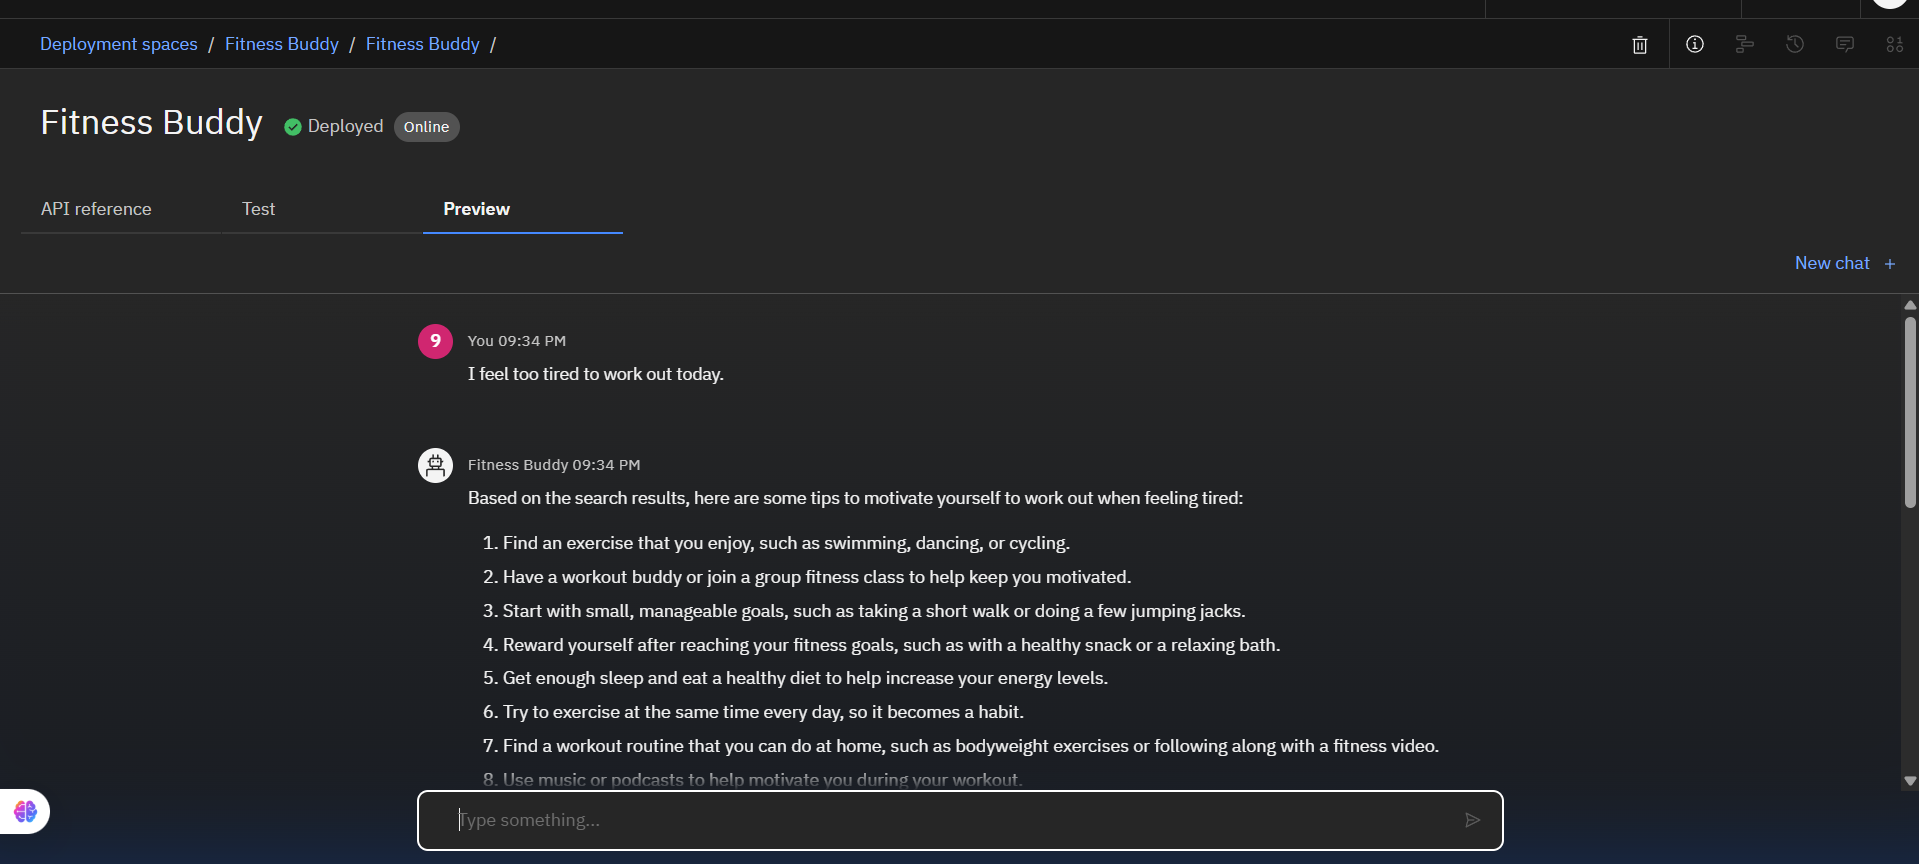 Deployment spaces / Fitness Buddy / Fitness Buddy /
Fitness Buddy Deployed Online
API reference Test Preview
New chat +
9 You 09:34 PM
I feel too tired to work out today.
Fitness Buddy 09:34 PM
Based on the search results, here are some tips to motivate yourself to work out when feeling tired:
1. Find an exercise that you enjoy, such as swimming, dancing, or cycling.
2. Have a workout buddy or join a group fitness class to help keep you motivated.
3. Start with small, manageable goals, such as taking a short walk or doing a few jumping jacks.
4. Reward yourself after reaching your fitness goals, such as with a healthy snack or a relaxing bath.
5. Get enough sleep and eat a healthy diet to help increase your energy levels.
6. Try to exercise at the same time every day, so it becomes a habit.
7. Find a workout routine that you can do at home, such as bodyweight exercises or following along with a fitness video.
8. Use music or podcasts to help motivate you during your workout.
Type something...